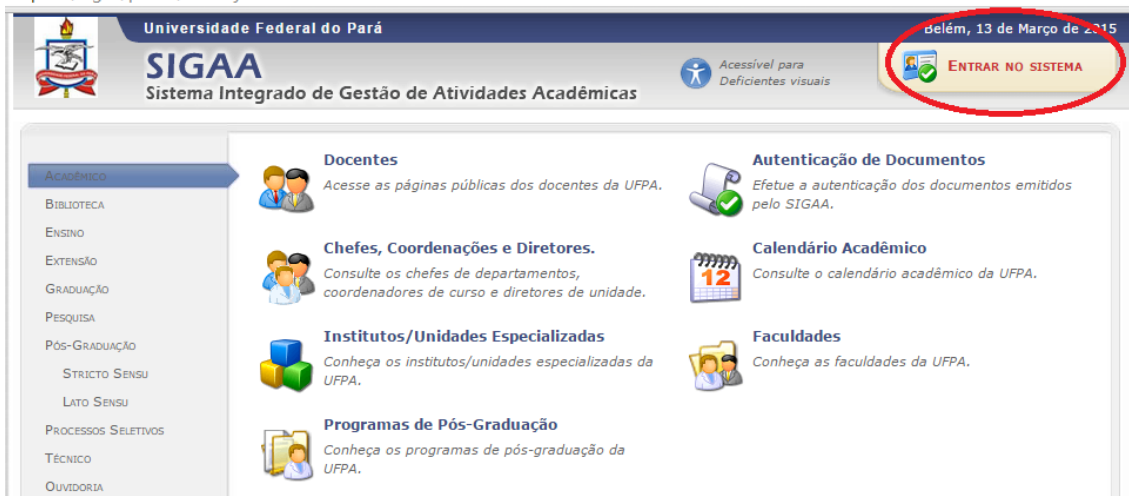 Universidade Federal do Pará
Belém, 13 de Março de 2015
SIGAA
Sistema Integrado de Gestão de Atividades Acadêmicas
Acessível para
Deficientes visuais
ENTRAR NO SISTEMA
ACADÊMICO
BIBLIOTECA
ENSINO
EXTENSÃO
GRADUAÇÃO
PESQUISA
PÓS-GRADUAÇÃO
STRICTO SENSU
LATO SENSU
PROCESSOS SELETIVOS
TÉCNICO
OUVIDORIA
Docentes
Acesse as páginas públicas dos docentes da UFPA.
Chefes, Coordenações e Diretores.
Consulte os chefes de departamentos,
coordenadores de curso e diretores de unidade.
Institutos/Unidades Especializadas
Conheça os institutos/unidades especializadas da
UFPA.
Programas de Pós-Graduação
Conheça os programas de pós-graduação da
UFPA.
Autenticação de Documentos
Efetue a autenticação dos documentos emitidos
pelo SIGAA.
12
Calendário Acadêmico
Consulte o calendário acadêmico da UFPA.
Faculdades
Conheça as faculdades da UFPA.